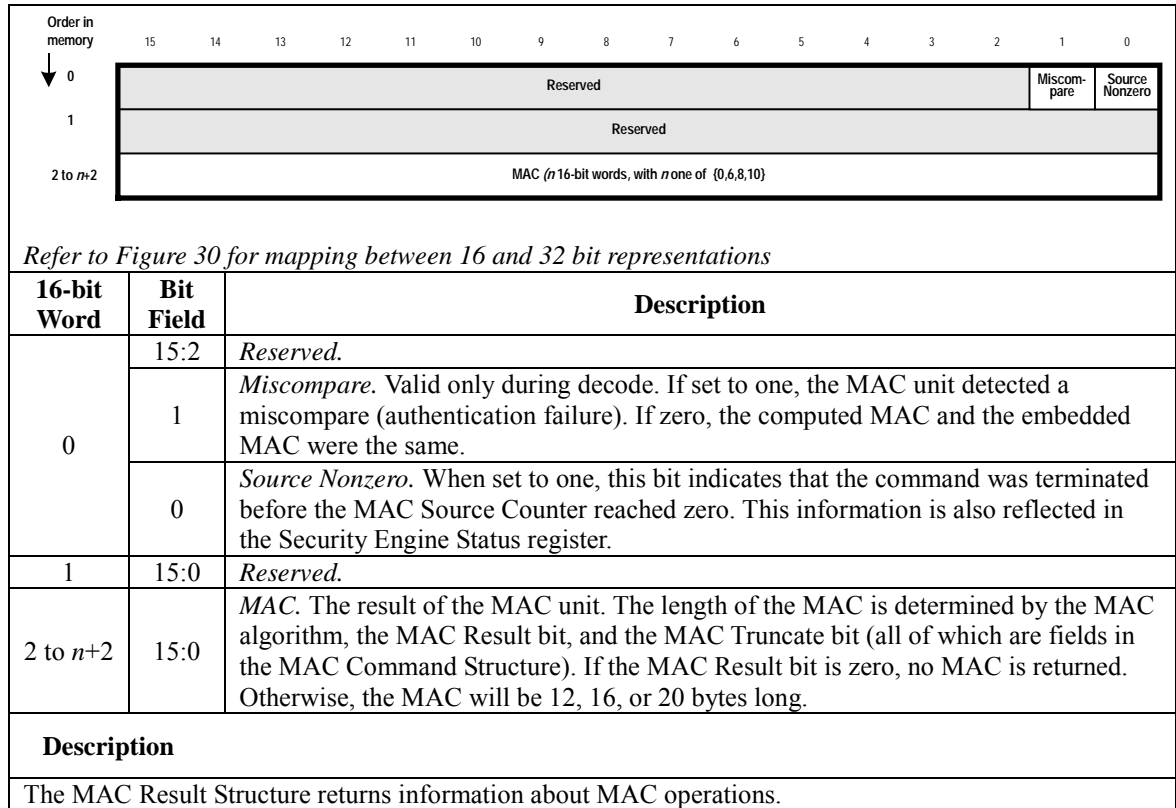 Order in
memory 15 14 13 12 11 10 9 8 7 6 5 4 3 2 1 0
0 Reserved Miscom-
pare Source
Nonzero
1 Reserved
2 to n+2 MAC (n 16-bit words, with n one of {0,6,8,10}
Refer to Figure 30 for mapping between 16 and 32 bit representations
16-bit
Word Bit
Field Description
0 15:2 Reserved.
1 Miscompare. Valid only during decode. If set to one, the MAC unit detected a
miscompare (authentication failure). If zero, the computed MAC and the embedded
MAC were the same.
0 Source Nonzero. When set to one, this bit indicates that the command was terminated
before the MAC Source Counter reached zero. This information is also reflected in
the Security Engine Status register.
1 15:0 Reserved.
2 to n+2 15:0 MAC. The result of the MAC unit. The length of the MAC is determined by the MAC
algorithm, the MAC Result bit, and the MAC Truncate bit (all of which are fields in
the MAC Command Structure). If the MAC Result bit is zero, no MAC is returned.
Otherwise, the MAC will be 12, 16, or 20 bytes long.
Description
The MAC Result Structure returns information about MAC operations.